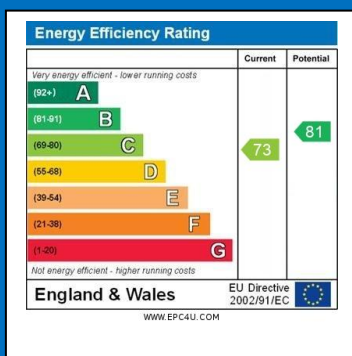 Energy Efficiency Rating
Current Potential
Very energy efficient - lower running costs
(92+) A
(81-91) B
81
(69-80) C
73
(55-68) D
(39-54) E
(21-38) F
(1-20) G
Not energy efficient - higher running costs
England & Wales
EU Directive
2002/91/EC
WWW.EPC4U.COM